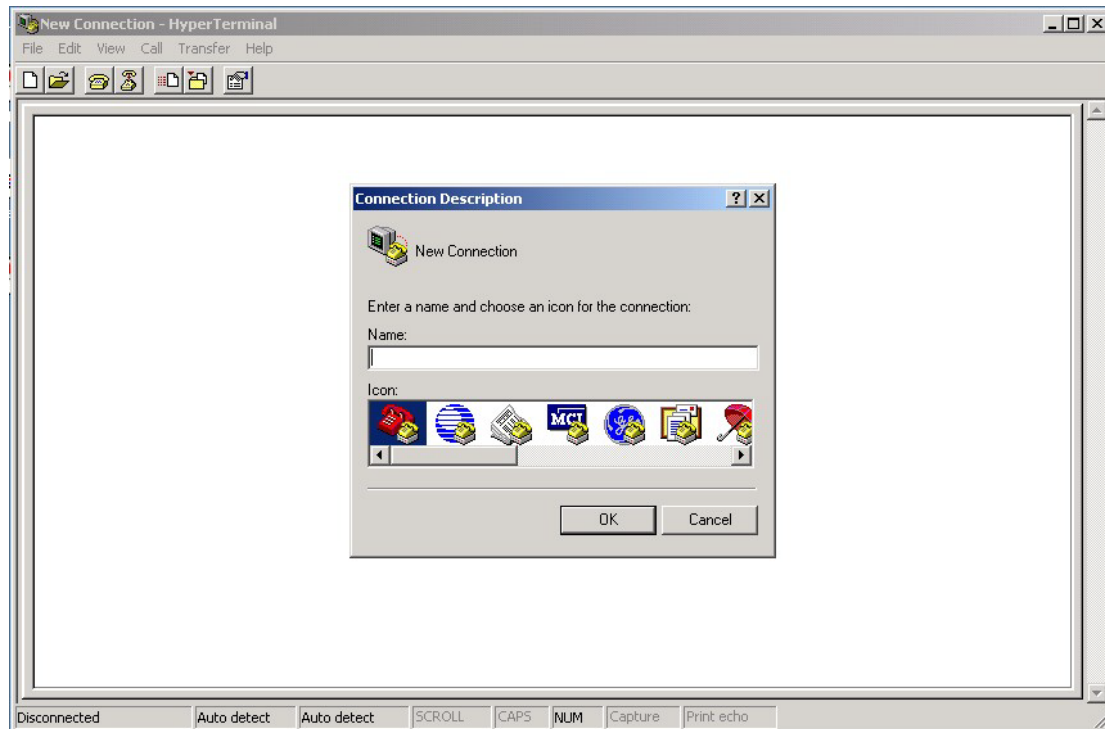 New Connection - HyperTerminal
File Edit View Call Transfer Help
Connection Description
New Connection
Enter a name and choose an icon for the connection:
Name:
Icon:
MCI
OK Cancel
Disconnected Auto detect Auto detect SCROLL CAPS NUM Capture Print echo